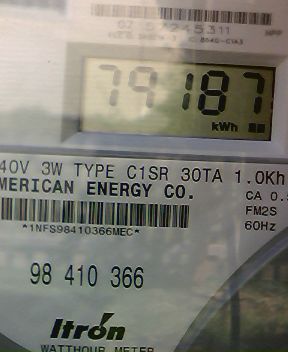 79187
kWh
40V 3W TYPE C1SR 30TA 1.0Kh
MERICAN ENERGY CO.
CA 0.5
FM2S
*1NFS98410366MEC*
60Hz
98 410 366
Itron
WATTHOUR METER